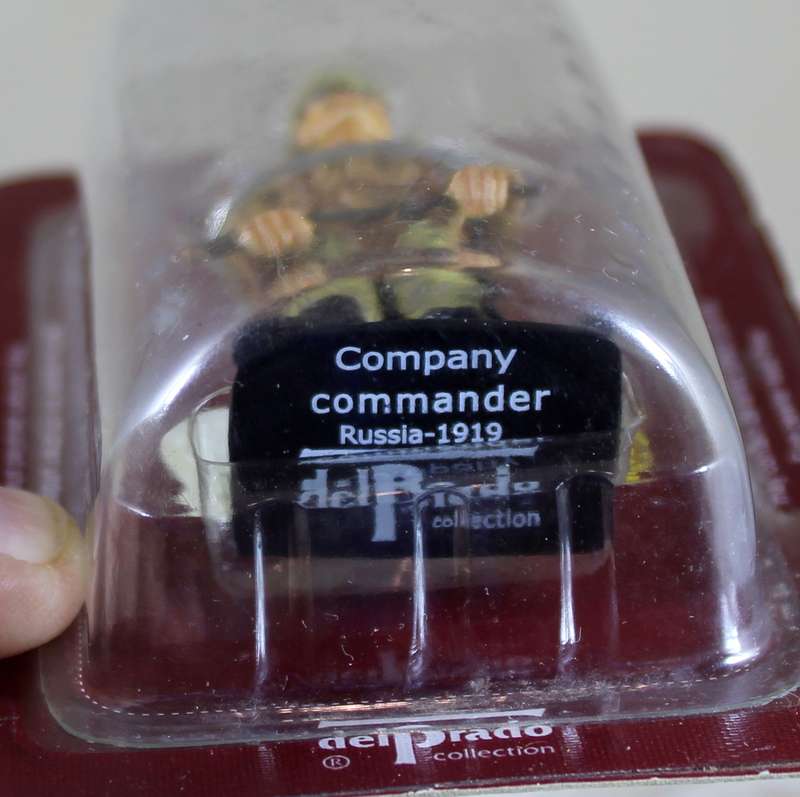 Company
commander
Russia-1919
delPrado
collection
delPrado
® collection